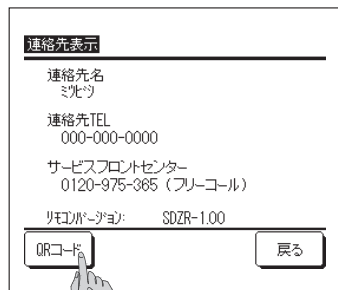 連絡先表示
連絡先名
ﾐﾂﾋﾞｼ
連絡先TEL
000-000-0000
サービスフロントセンター
0120-975-365（フリーコール）
ﾘﾓｺﾝﾊﾞｰｼﾞｮﾝ: SDZR-1.00
QRコード 戻る